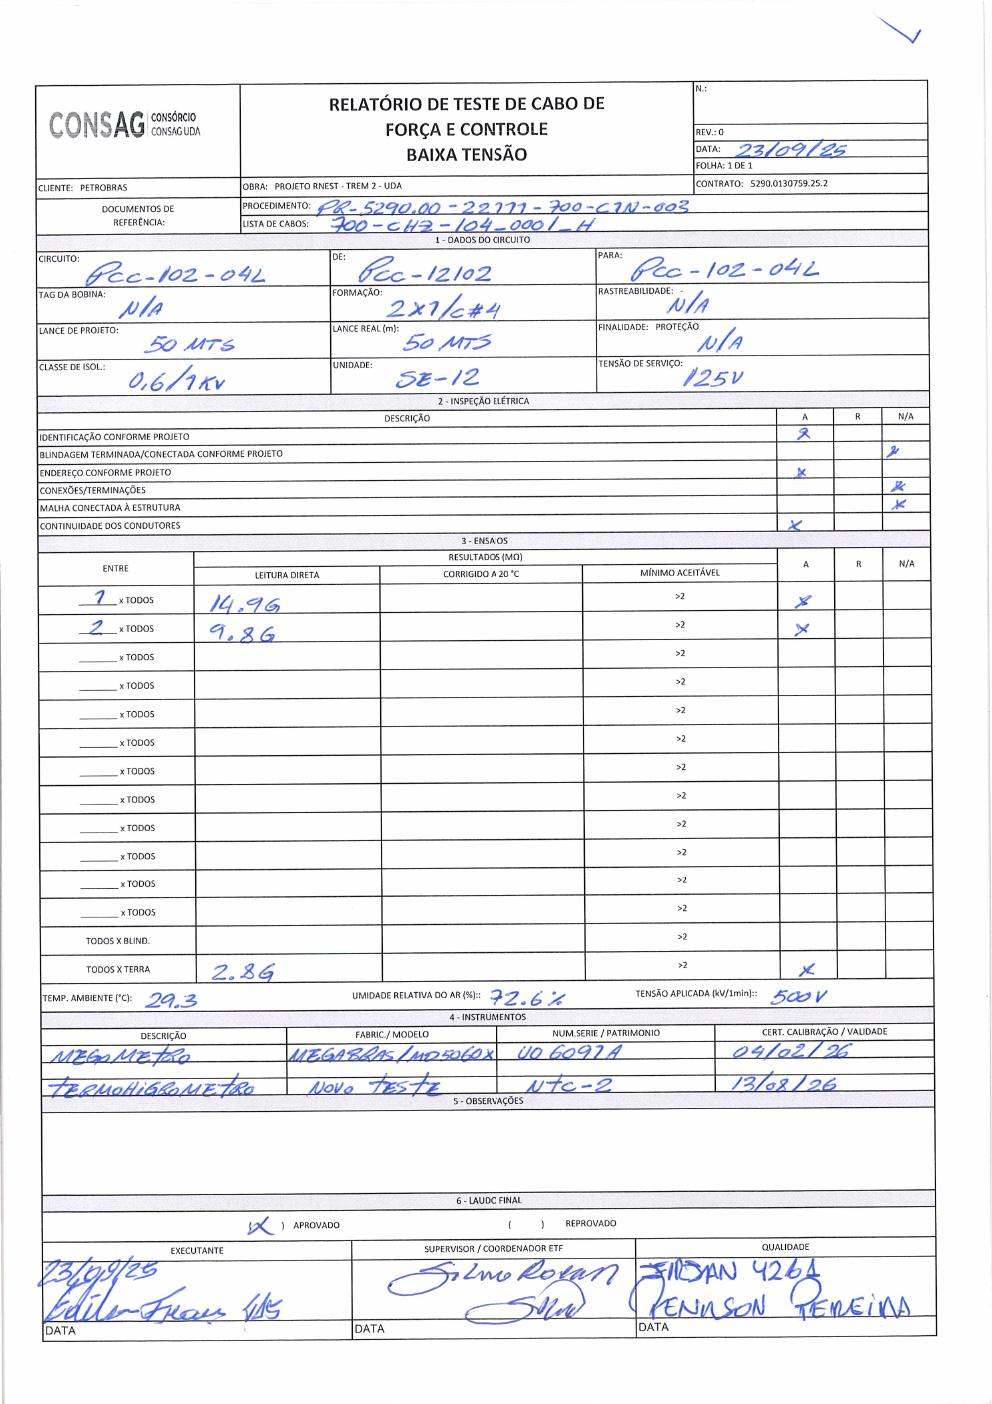 CONSAG CONSÓRCIO CONSAG UDA
RELATÓRIO DE TESTE DE CABO DE
FORÇA E CONTROLE
BAIXA TENSÃO
N.:
REV.: 0
DATA: 23/09/25
FOLHA: 1 DE 1
CLIENTE: PETROBRAS
OBRA: PROJETO RNEST - TREM 2 - UDA
CONTRATO: 5290.0130759.25.2
DOCUMENTOS DE
REFERÊNCIA:
PROCEDIMENTO: PR-5290.00-22777-700-CJN-003
LISTA DE CABOS: 700-CHZ-104_0001_H
1 - DADOS DO CIRCUITO
CIRCUITO: PCC-102-04L
DE: PCC-12102
PARA: PCC-102-04L
TAG DA BOBINA: N/A
FORMAÇÃO: 2x1/C#4
RASTREABILIDADE: - N/A
LANCE DE PROJETO: 50 MTS
LANCE REAL (m): 50 MTS
FINALIDADE: PROTEÇÃO N/A
CLASSE DE ISOL.: 0,6/1KV
UNIDADE: SE-12
TENSÃO DE SERVIÇO: 125V
2 - INSPEÇÃO ELÉTRICA
DESCRIÇÃO A R N/A
IDENTIFICAÇÃO CONFORME PROJETO X
BLINDAGEM TERMINADA/CONECTADA CONFORME PROJETO X
ENDEREÇO CONFORME PROJETO X
CONEXÕES/TERMINAÇÕES X
MALHA CONECTADA À ESTRUTURA X
CONTINUIDADE DOS CONDUTORES X
3 - ENSAIOS
ENTRE RESULTADOS (MΩ) A R N/A
LEITURA DIRETA CORRIGIDO A 20 °C MÍNIMO ACEITÁVEL
1 x TODOS 14.9G >2 X
2 x TODOS 9.8G >2 X
x TODOS >2
x TODOS >2
x TODOS >2
x TODOS >2
x TODOS >2
x TODOS >2
x TODOS >2
x TODOS >2
x TODOS >2
x TODOS >2
TODOS X BLIND. >2
TODOS X TERRA 2.8G >2 X
TEMP. AMBIENTE (°C): 29.3 UMIDADE RELATIVA DO AR (%):: 72.6% TENSÃO APLICADA (kV/1min):: 500V
4 - INSTRUMENTOS
DESCRIÇÃO FABRIC./ MODELO NUM.SERIE / PATRIMONIO CERT. CALIBRAÇÃO / VALIDADE
MEGOMETRO MEGABRAS/MD5060X UO 6097A 04/02/26
TERMOHIGROMETRO NOVO TESTE NTC-2 13/08/26
5 - OBSERVAÇÕES
6 - LAUDC FINAL
(X) APROVADO ( ) REPROVADO
EXECUTANTE SUPERVISOR / COORDENADOR ETF QUALIDADE
23/09/25
4261
PEREIRA
DATA DATA DATA